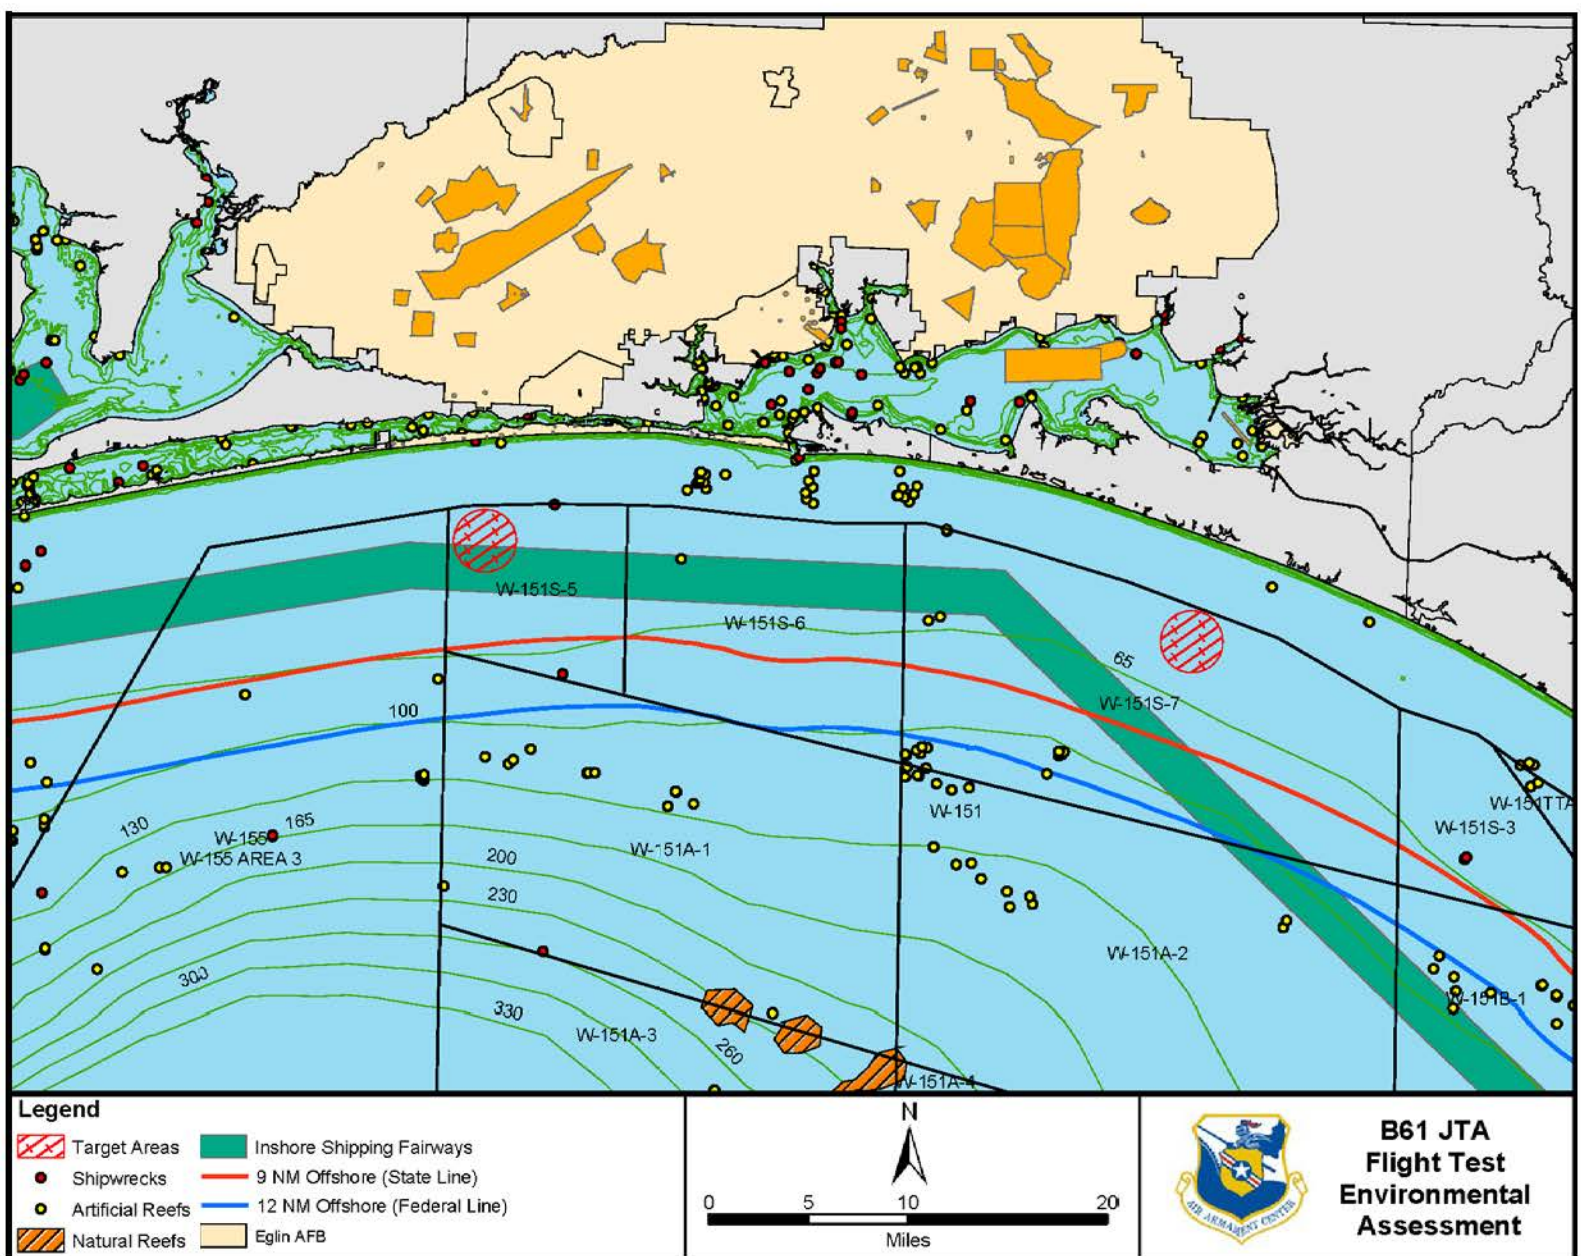 W-151S-5
W-151S-6
65
W-151S-7
100
W-151
W-151TTA
130
165
W-155
W-151S-3
W-155 AREA 3
200
W-151A-1
230
W-151A-2
300
W-151B-1
330
W-151A-3
260
W-151A-4
Legend
Target Areas
Shipwrecks
Artificial Reefs
Natural Reefs
Inshore Shipping Fairways
9 NM Offshore (State Line)
12 NM Offshore (Federal Line)
Eglin AFB
N
0 5 10 20
Miles
AIR ARMAMENT CENTER
B61 JTA
Flight Test
Environmental
Assessment